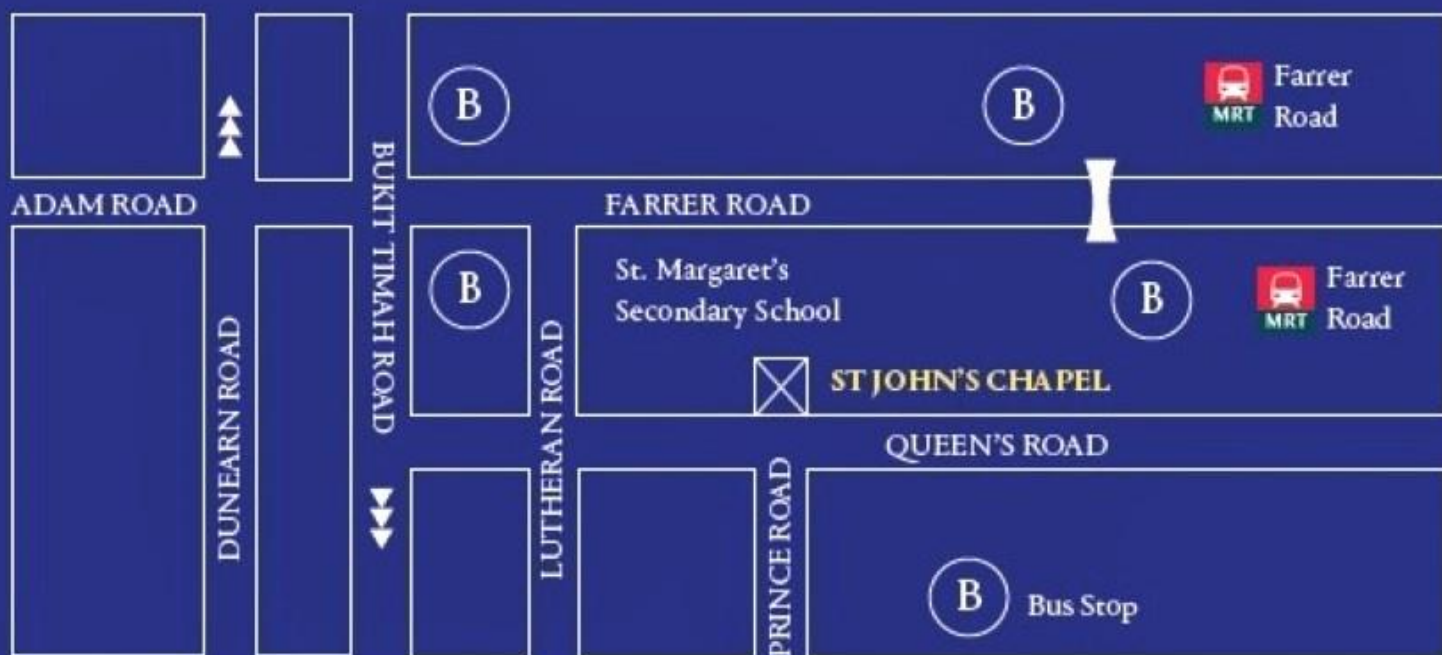 B
B
MRT
Farrer
Road
BUKIT TIMAH ROAD
ADAM ROAD
FARRER ROAD
B
St. Margaret's
Secondary School
B
MRT
Farrer
Road
DUNEARN ROAD
LUTHERAN ROAD
ST JOHN'S CHAPEL
QUEEN'S ROAD
PRINCE ROAD
B
Bus Stop